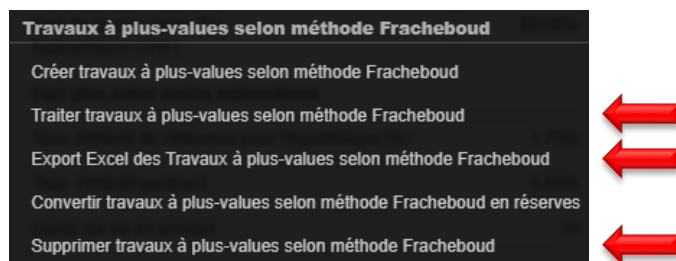 Travaux à plus-values selon méthode Fracheboud
Créer travaux à plus-values selon méthode Fracheboud
Traiter travaux à plus-values selon méthode Fracheboud
Export Excel des Travaux à plus-values selon méthode Fracheboud
Convertir travaux à plus-values selon méthode Fracheboud en réserves
Supprimer travaux à plus-values selon méthode Fracheboud